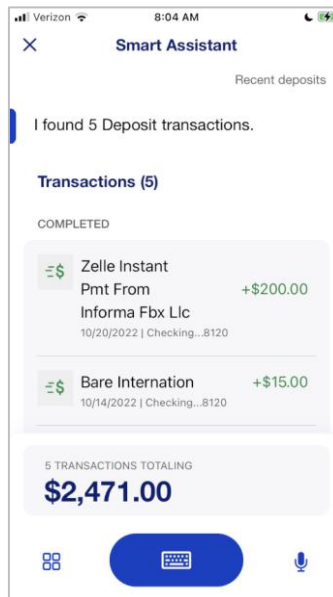 Verizon 8:04 AM
Smart Assistant
Recent deposits
I found 5 Deposit transactions.
Transactions (5)
COMPLETED
Zelle Instant
Pmt From
Informa Fbx Llc
+$200.00
10/20/2022 | Checking...8120
Bare Internation +$15.00
10/14/2022 | Checking...8120
5 TRANSACTIONS TOTALING
$2,471.00